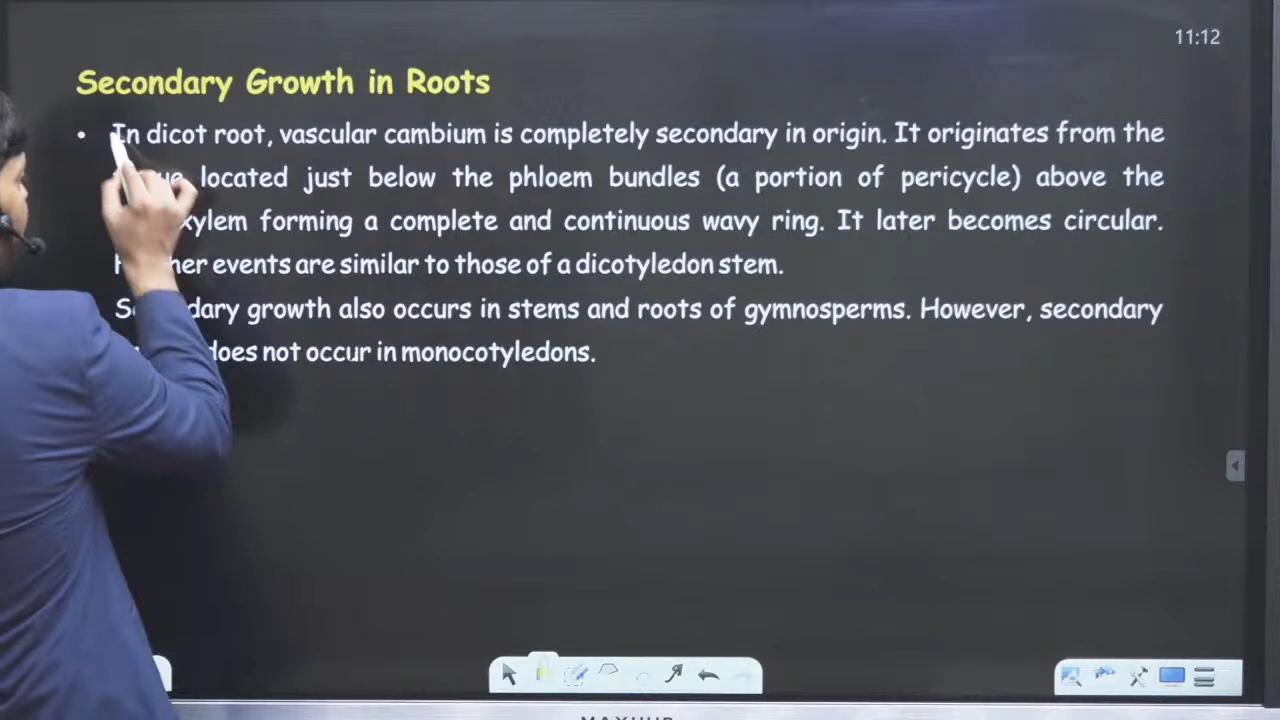 11:12
Secondary Growth in Roots
• In dicot root, vascular cambium is completely secondary in origin. It originates from the
located just below the phloem bundles (a portion of pericycle) above the
forming a complete and continuous wavy ring. It later becomes circular.
events are similar to those of a dicotyledon stem.
growth also occurs in stems and roots of gymnosperms. However, secondary
does not occur in monocotyledons.